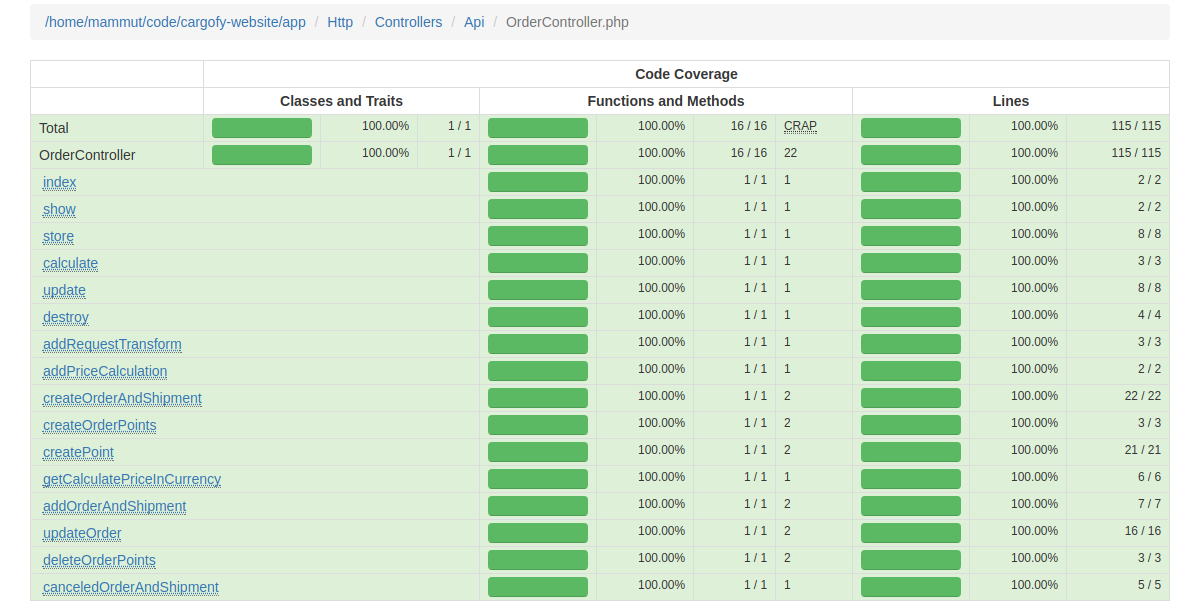 /home/mammut/code/cargofy-website/app / Http / Controllers / Api / OrderController.php
Code Coverage
Classes and Traits Functions and Methods Lines
Total 100.00% 1 / 1 100.00% 16 / 16 CRAP 100.00% 115 / 115
OrderController 100.00% 1 / 1 100.00% 16 / 16 22 100.00% 115 / 115
index 100.00% 1 / 1 1 100.00% 2 / 2
show 100.00% 1 / 1 1 100.00% 2 / 2
store 100.00% 1 / 1 1 100.00% 8 / 8
calculate 100.00% 1 / 1 1 100.00% 3 / 3
update 100.00% 1 / 1 1 100.00% 8 / 8
destroy 100.00% 1 / 1 1 100.00% 4 / 4
addRequestTransform 100.00% 1 / 1 1 100.00% 3 / 3
addPriceCalculation 100.00% 1 / 1 1 100.00% 2 / 2
createOrderAndShipment 100.00% 1 / 1 2 100.00% 22 / 22
createOrderPoints 100.00% 1 / 1 2 100.00% 3 / 3
createPoint 100.00% 1 / 1 2 100.00% 21 / 21
getCalculatePriceInCurrency 100.00% 1 / 1 1 100.00% 6 / 6
addOrderAndShipment 100.00% 1 / 1 2 100.00% 7 / 7
updateOrder 100.00% 1 / 1 2 100.00% 16 / 16
deleteOrderPoints 100.00% 1 / 1 2 100.00% 3 / 3
canceledOrderAndShipment 100.00% 1 / 1 1 100.00% 5 / 5